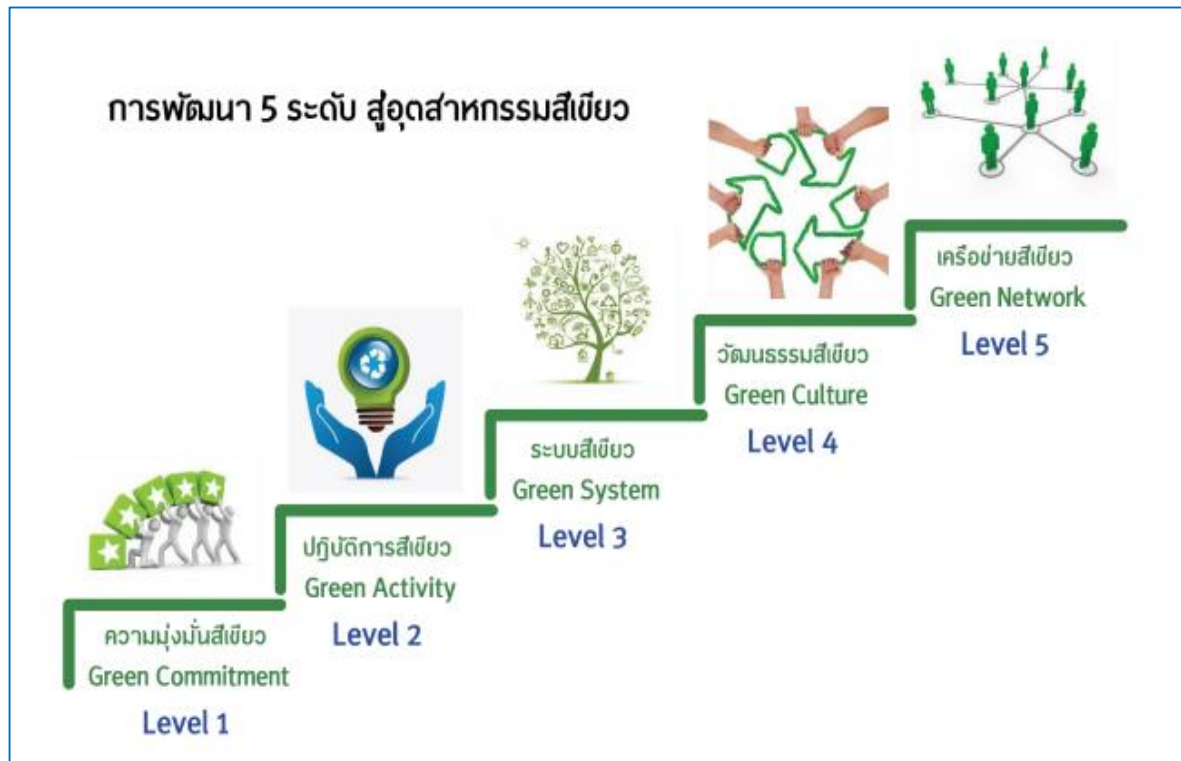 การพัฒนา 5 ระดับ สู่อุตสาหกรรมสีเขียว
ความมุ่งมั่นสีเขียว
Green Commitment
Level 1
ปฏิบัติการสีเขียว
Green Activity
Level 2
ระบบสีเขียว
Green System
Level 3
วัฒนธรรมสีเขียว
Green Culture
Level 4
เครือข่ายสีเขียว
Green Network
Level 5